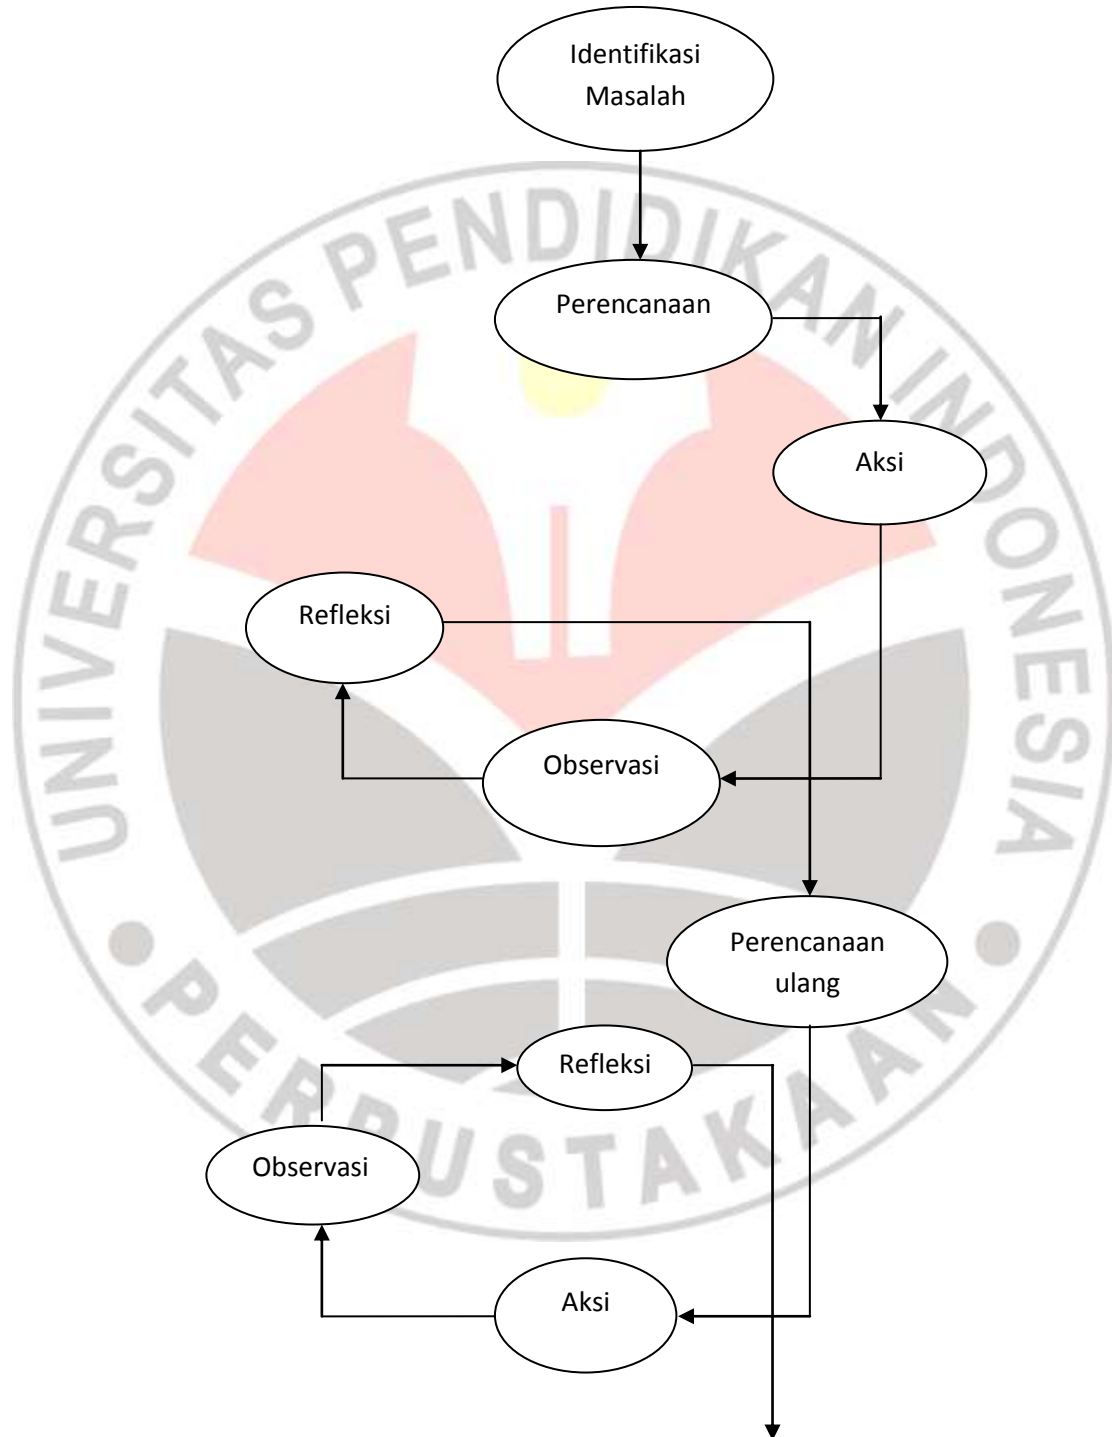 Identifikasi
Masalah
Perencanaan
Aksi
Refleksi
Observasi
Perencanaan
ulang
Refleksi
Observasi
Aksi
UNIVERSITAS PENDIDIKAN INDONESIA
PERPUSTAKAAN